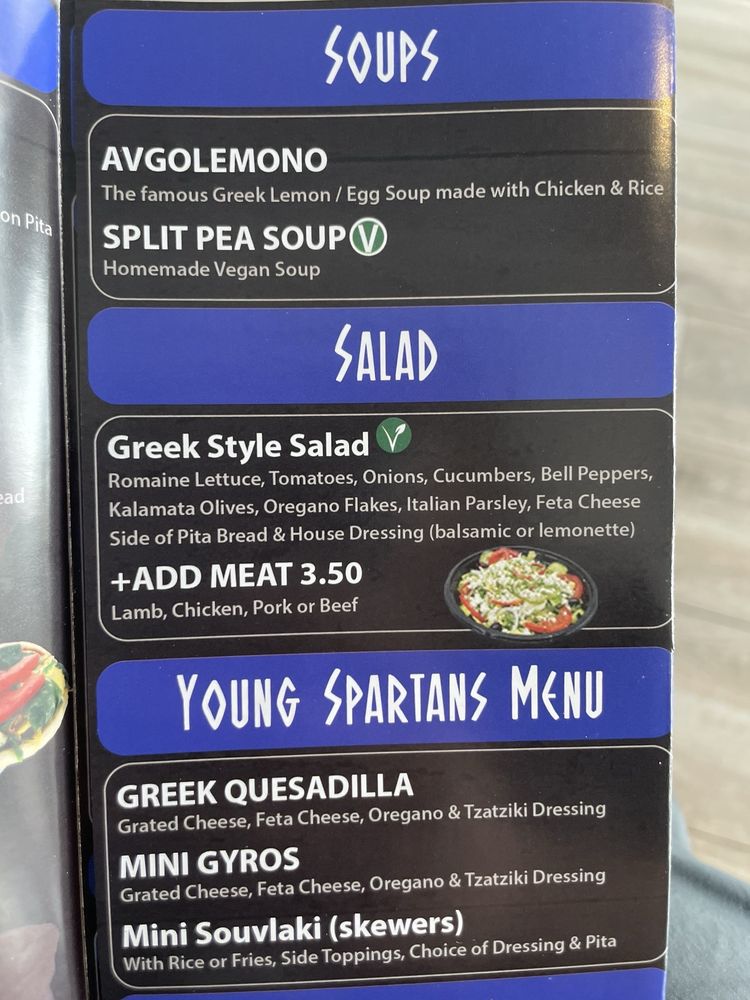 SOUPS
AVGOLEMONO
The famous Greek Lemon / Egg Soup made with Chicken & Rice
on Pita
SPLIT PEA SOUP V
Homemade Vegan Soup
SALAD
Greek Style Salad V
Romaine Lettuce, Tomatoes, Onions, Cucumbers, Bell Peppers,
ead
Kalamata Olives, Oregano Flakes, Italian Parsley, Feta Cheese
Side of Pita Bread & House Dressing (balsamic or lemonette)
+ADD MEAT 3.50
Lamb, Chicken, Pork or Beef
YOUNG SPARTANS MENU
GREEK QUESADILLA
Grated Cheese, Feta Cheese, Oregano & Tzatziki Dressing
MINI GYROS
Grated Cheese, Feta Cheese, Oregano & Tzatziki Dressing
Mini Souvlaki (skewers)
With Rice or Fries, Side Toppings, Choice of Dressing & Pita